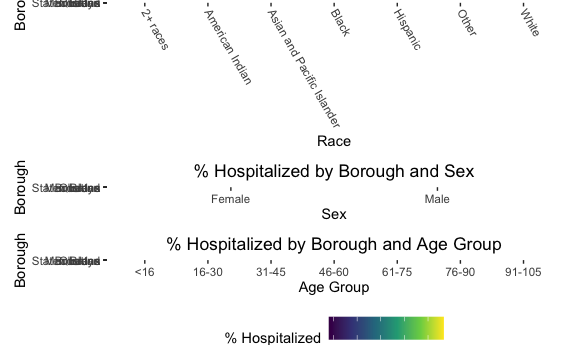 Boro
2+ races
American Indian
Asian and Pacific Islander
Black
Hispanic
Other
White
Race
% Hospitalized by Borough and Sex
Borough
Female
Male
Sex
% Hospitalized by Borough and Age Group
Borough
<16
16-30
31-45
46-60
61-75
76-90
91-105
Age Group
% Hospitalized